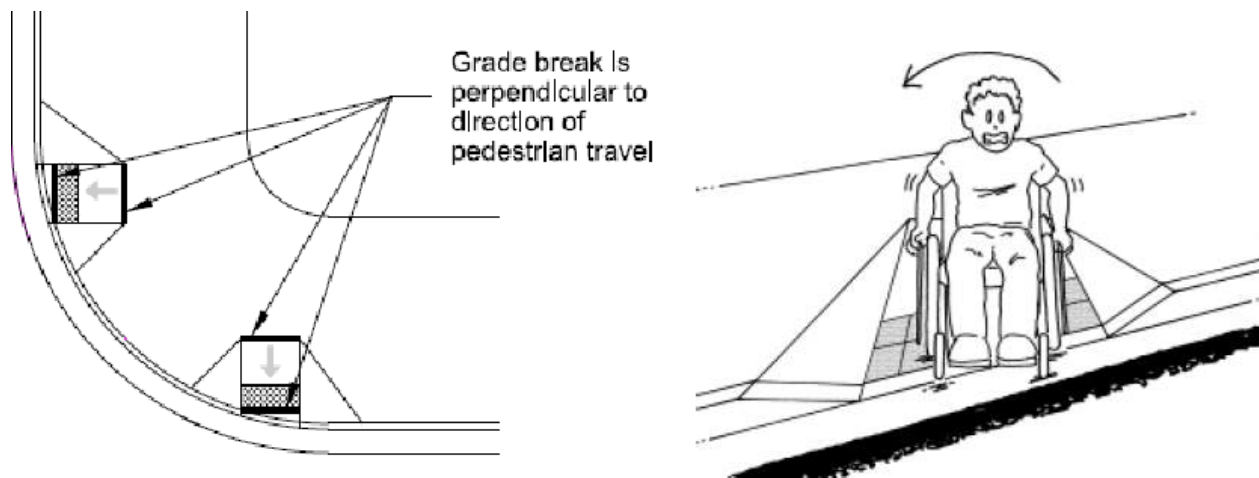 Grade break is
perpendicular to
direction of
pedestrian travel